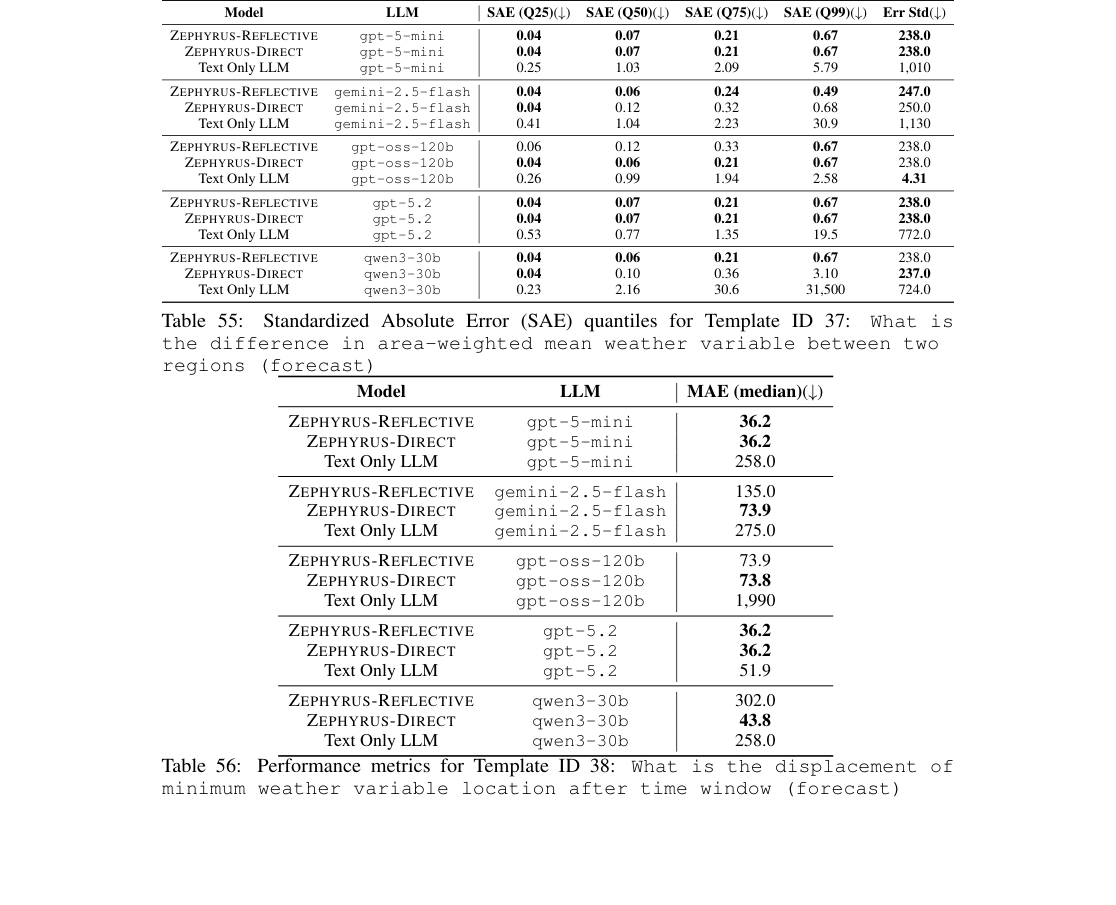 Model LLM SAE (Q25)(↓) SAE (Q50)(↓) SAE (Q75)(↓) SAE (Q99)(↓) Err Std(↓)
ZEPHYRUS-REFLECTIVE gpt-5-mini 0.04 0.07 0.21 0.67 238.0
ZEPHYRUS-DIRECT gpt-5-mini 0.04 0.07 0.21 0.67 238.0
Text Only LLM gpt-5-mini 0.25 1.03 2.09 5.79 1,010
ZEPHYRUS-REFLECTIVE gemini-2.5-flash 0.04 0.06 0.24 0.49 247.0
ZEPHYRUS-DIRECT gemini-2.5-flash 0.04 0.12 0.32 0.68 250.0
Text Only LLM gemini-2.5-flash 0.41 1.04 2.23 30.9 1,130
ZEPHYRUS-REFLECTIVE gpt-oss-120b 0.06 0.12 0.33 0.67 238.0
ZEPHYRUS-DIRECT gpt-oss-120b 0.04 0.06 0.21 0.67 238.0
Text Only LLM gpt-oss-120b 0.26 0.99 1.94 2.58 4.31
ZEPHYRUS-REFLECTIVE gpt-5.2 0.04 0.07 0.21 0.67 238.0
ZEPHYRUS-DIRECT gpt-5.2 0.04 0.07 0.21 0.67 238.0
Text Only LLM gpt-5.2 0.53 0.77 1.35 19.5 772.0
ZEPHYRUS-REFLECTIVE qwen3-30b 0.04 0.06 0.21 0.67 238.0
ZEPHYRUS-DIRECT qwen3-30b 0.04 0.10 0.36 3.10 237.0
Text Only LLM qwen3-30b 0.23 2.16 30.6 31,500 724.0
Table 55: Standardized Absolute Error (SAE) quantiles for Template ID 37: What is
the difference in area-weighted mean weather variable between two
regions (forecast)
Model LLM MAE (median)(↓)
ZEPHYRUS-REFLECTIVE gpt-5-mini 36.2
ZEPHYRUS-DIRECT gpt-5-mini 36.2
Text Only LLM gpt-5-mini 258.0
ZEPHYRUS-REFLECTIVE gemini-2.5-flash 135.0
ZEPHYRUS-DIRECT gemini-2.5-flash 73.9
Text Only LLM gemini-2.5-flash 275.0
ZEPHYRUS-REFLECTIVE gpt-oss-120b 73.9
ZEPHYRUS-DIRECT gpt-oss-120b 73.8
Text Only LLM gpt-oss-120b 1,990
ZEPHYRUS-REFLECTIVE gpt-5.2 36.2
ZEPHYRUS-DIRECT gpt-5.2 36.2
Text Only LLM gpt-5.2 51.9
ZEPHYRUS-REFLECTIVE qwen3-30b 302.0
ZEPHYRUS-DIRECT qwen3-30b 43.8
Text Only LLM qwen3-30b 258.0
Table 56: Performance metrics for Template ID 38: What is the displacement of
minimum weather variable location after time window (forecast)